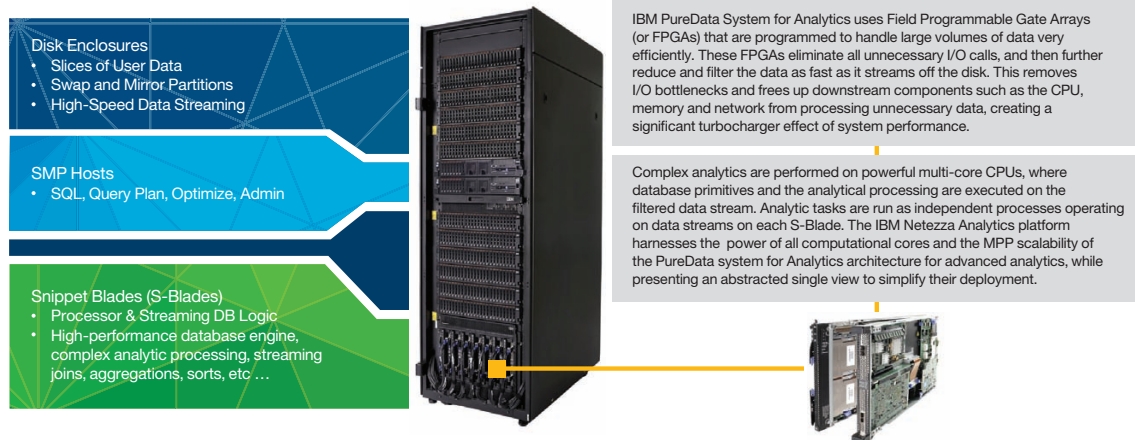 Disk Enclosures
• Slices of User Data
• Swap and Mirror Partitions
• High-Speed Data Streaming
SMP Hosts
• SQL, Query Plan, Optimize, Admin
Snippet Blades (S-Blades)
• Processor & Streaming DB Logic
• High-performance database engine,
complex analytic processing, streaming
joins, aggregations, sorts, etc …
IBM PureData System for Analytics uses Field Programmable Gate Arrays
(or FPGAs) that are programmed to handle large volumes of data very
efficiently. These FPGAs eliminate all unnecessary I/O calls, and then further
reduce and filter the data as fast as it streams off the disk. This removes
I/O bottlenecks and frees up downstream components such as the CPU,
memory and network from processing unnecessary data, creating a
significant turbocharger effect of system performance.
Complex analytics are performed on powerful multi-core CPUs, where
database primitives and the analytical processing are executed on the
filtered data stream. Analytic tasks are run as independent processes operating
on data streams on each S-Blade. The IBM Netezza Analytics platform
harnesses the power of all computational cores and the MPP scalability of
the PureData system for Analytics architecture for advanced analytics, while
presenting an abstracted single view to simplify their deployment.